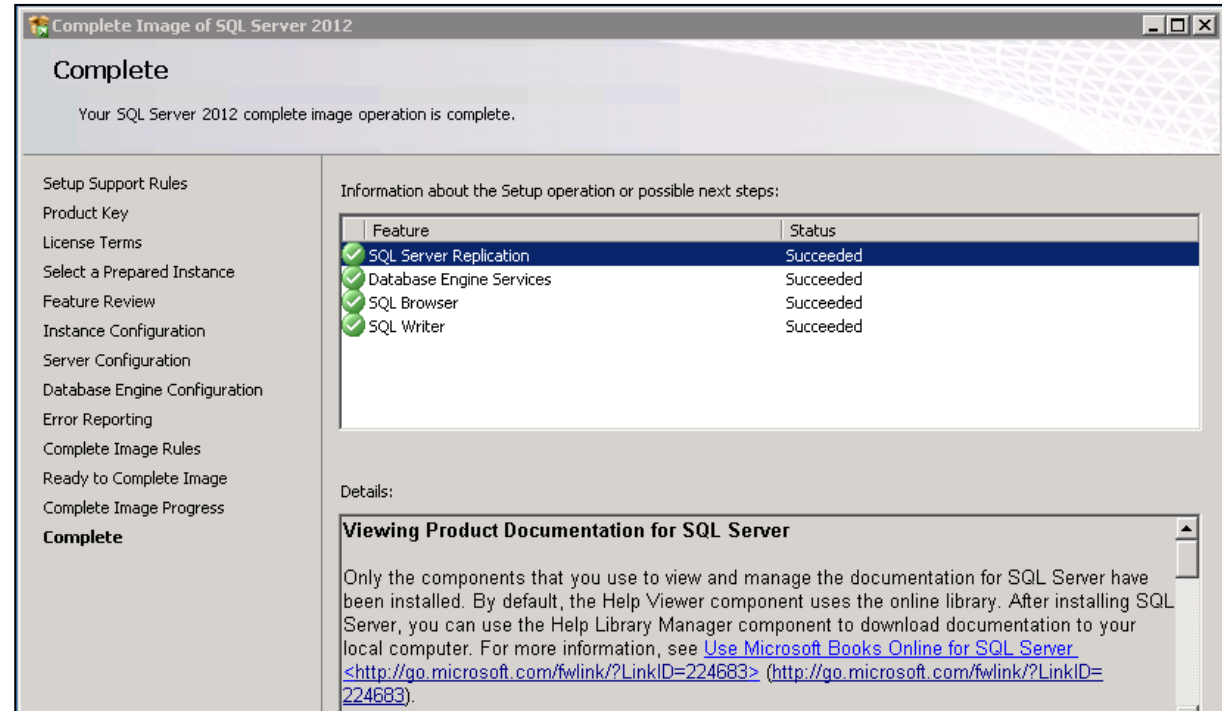 Complete Image of SQL Server 2012
Complete
Your SQL Server 2012 complete image operation is complete.
Setup Support Rules
Product Key
License Terms
Select a Prepared Instance
Feature Review
Instance Configuration
Server Configuration
Database Engine Configuration
Error Reporting
Complete Image Rules
Ready to Complete Image
Complete Image Progress
Complete
Information about the Setup operation or possible next steps:
Feature Status
SQL Server Replication Succeeded
Database Engine Services Succeeded
SQL Browser Succeeded
SQL Writer Succeeded
Details:
Viewing Product Documentation for SQL Server
Only the components that you use to view and manage the documentation for SQL Server have
been installed. By default, the Help Viewer component uses the online library. After installing SQL
Server, you can use the Help Library Manager component to download documentation to your
local computer. For more information, see Use Microsoft Books Online for SQL Server
<http://go.microsoft.com/fwlink/?LinkID=224683> (http://go.microsoft.com/fwlink/?LinkID=
224683).